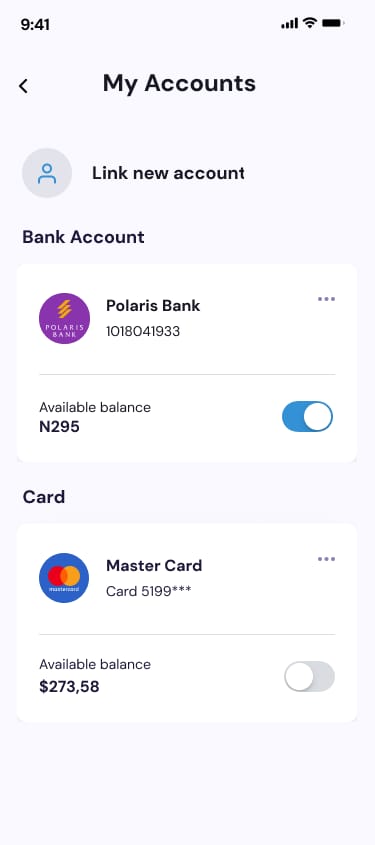 9:41
My Accounts
Link new account
Bank Account
POLARIS
BANK
Polaris Bank
1018041933
Available balance
N295
Card
mastercard
Master Card
Card 5199***
Available balance
$273,58